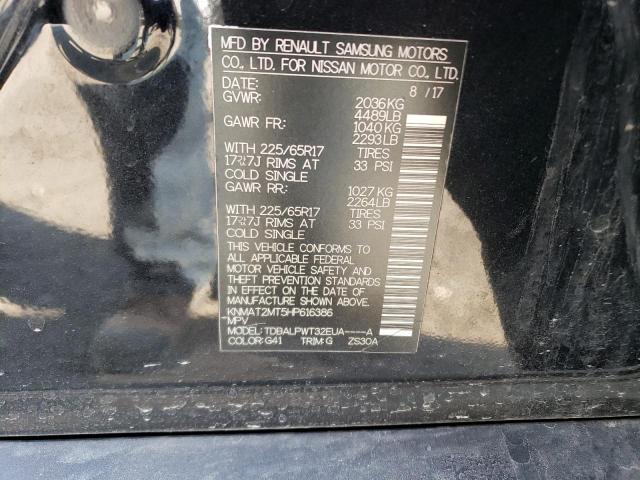 MFD BY RENAULT SAMSUNG MOTORS
CO., LTD. FOR NISSAN MOTOR CO., LTD.
DATE: 8 /17
GVWR: 2036KG
4489LB
GAWR FR: 1040KG
2293LB
WITH 225/65R17 TIRES
17x7J RIMS AT 33 PSI
COLD SINGLE
GAWR RR: 1027KG
2264LB
WITH 225/65R17 TIRES
17x7J RIMS AT 33 PSI
COLD SINGLE
THIS VEHICLE CONFORMS TO
ALL APPLICABLE FEDERAL
MOTOR VEHICLE SAFETY AND
THEFT PREVENTION STANDARDS
IN EFFECT ON THE DATE OF
MANUFACTURE SHOWN ABOVE.
KNMAT2MT5HP616386
MPV
MODEL: TDBALPWT32EUA----A
COLOR: G41 TRIM: G ZS30A